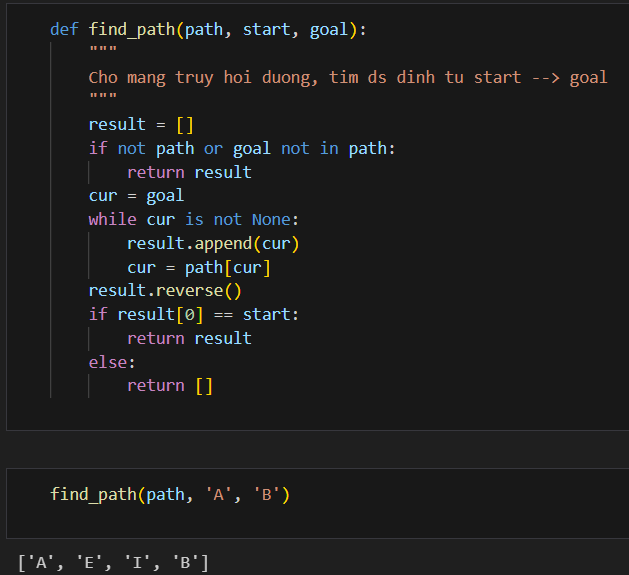 def find_path(path, start, goal):
    """
    Cho mang truy hoi duong, tim ds dinh tu start --> goal
    """
    result = []
    if not path or goal not in path:
        return result
    cur = goal
    while cur is not None:
        result.append(cur)
        cur = path[cur]
    result.reverse()
    if result[0] == start:
        return result
    else:
        return []
find_path(path, 'A', 'B')
['A', 'E', 'I', 'B']